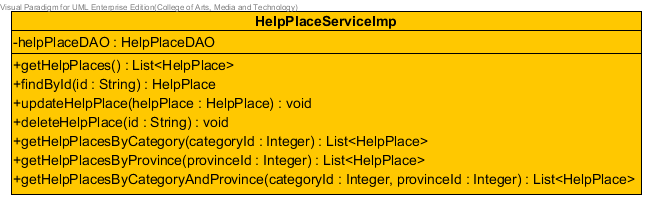 Visual Paradigm for UML Enterprise Edition(College of Arts, Media and Technology)
HelpPlaceServiceImp
-helpPlaceDAO : HelpPlaceDAO
+getHelpPlaces() : List<HelpPlace>
+findById(id : String) : HelpPlace
+updateHelpPlace(helpPlace : HelpPlace) : void
+deleteHelpPlace(id : String) : void
+getHelpPlacesByCategory(categoryId : Integer) : List<HelpPlace>
+getHelpPlacesByProvince(provinceId : Integer) : List<HelpPlace>
+getHelpPlacesByCategoryAndProvince(categoryId : Integer, provinceId : Integer) : List<HelpPlace>